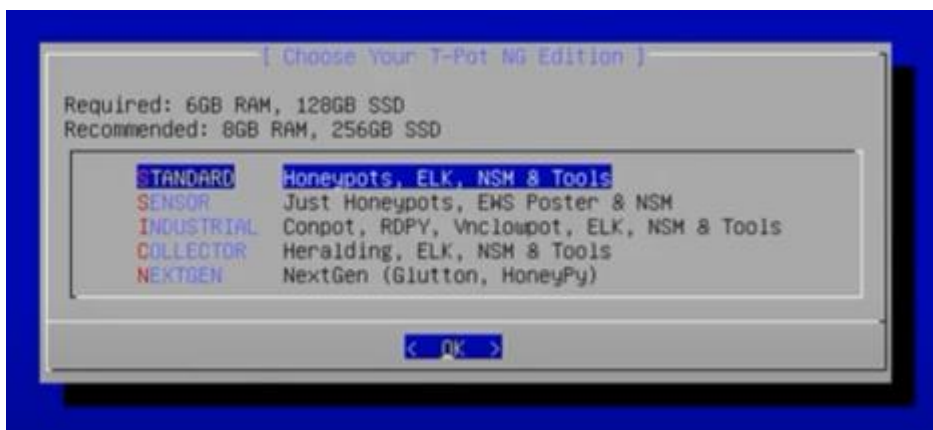 [ Choose Your T-Pot NG Edition ]
Required: 6GB RAM, 128GB SSD
Recommended: 8GB RAM, 256GB SSD
STANDARD Honeypots, ELK, NSM & Tools
SENSOR Just Honeypots, EWS Poster & NSM
INDUSTRIAL Conpot, RDPY, Vnclowpot, ELK, NSM & Tools
COLLECTOR Heralding, ELK, NSM & Tools
NEXTGEN NextGen (Glutton, HoneyPy)
< OK >